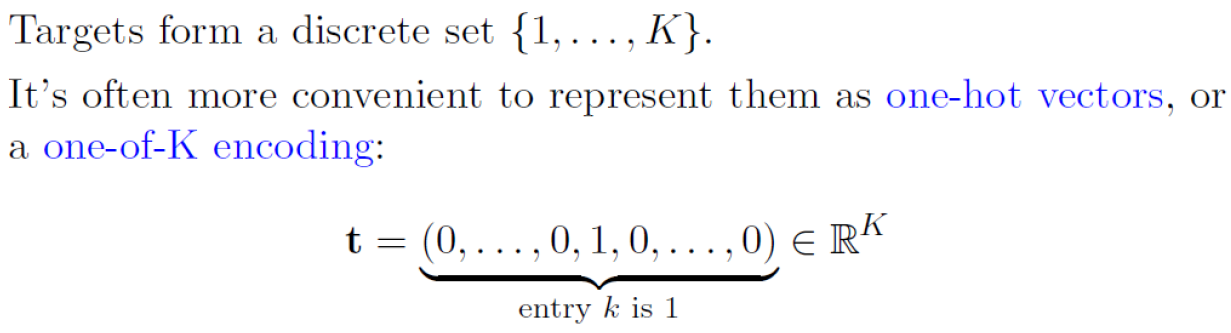 Targets form a discrete set {1, . . . , K}.
It's often more convenient to represent them as one-hot vectors, or
a one-of-K encoding:
t = (0, . . . , 0, 1, 0, . . . , 0) ∈ ℝ^K
entry k is 1